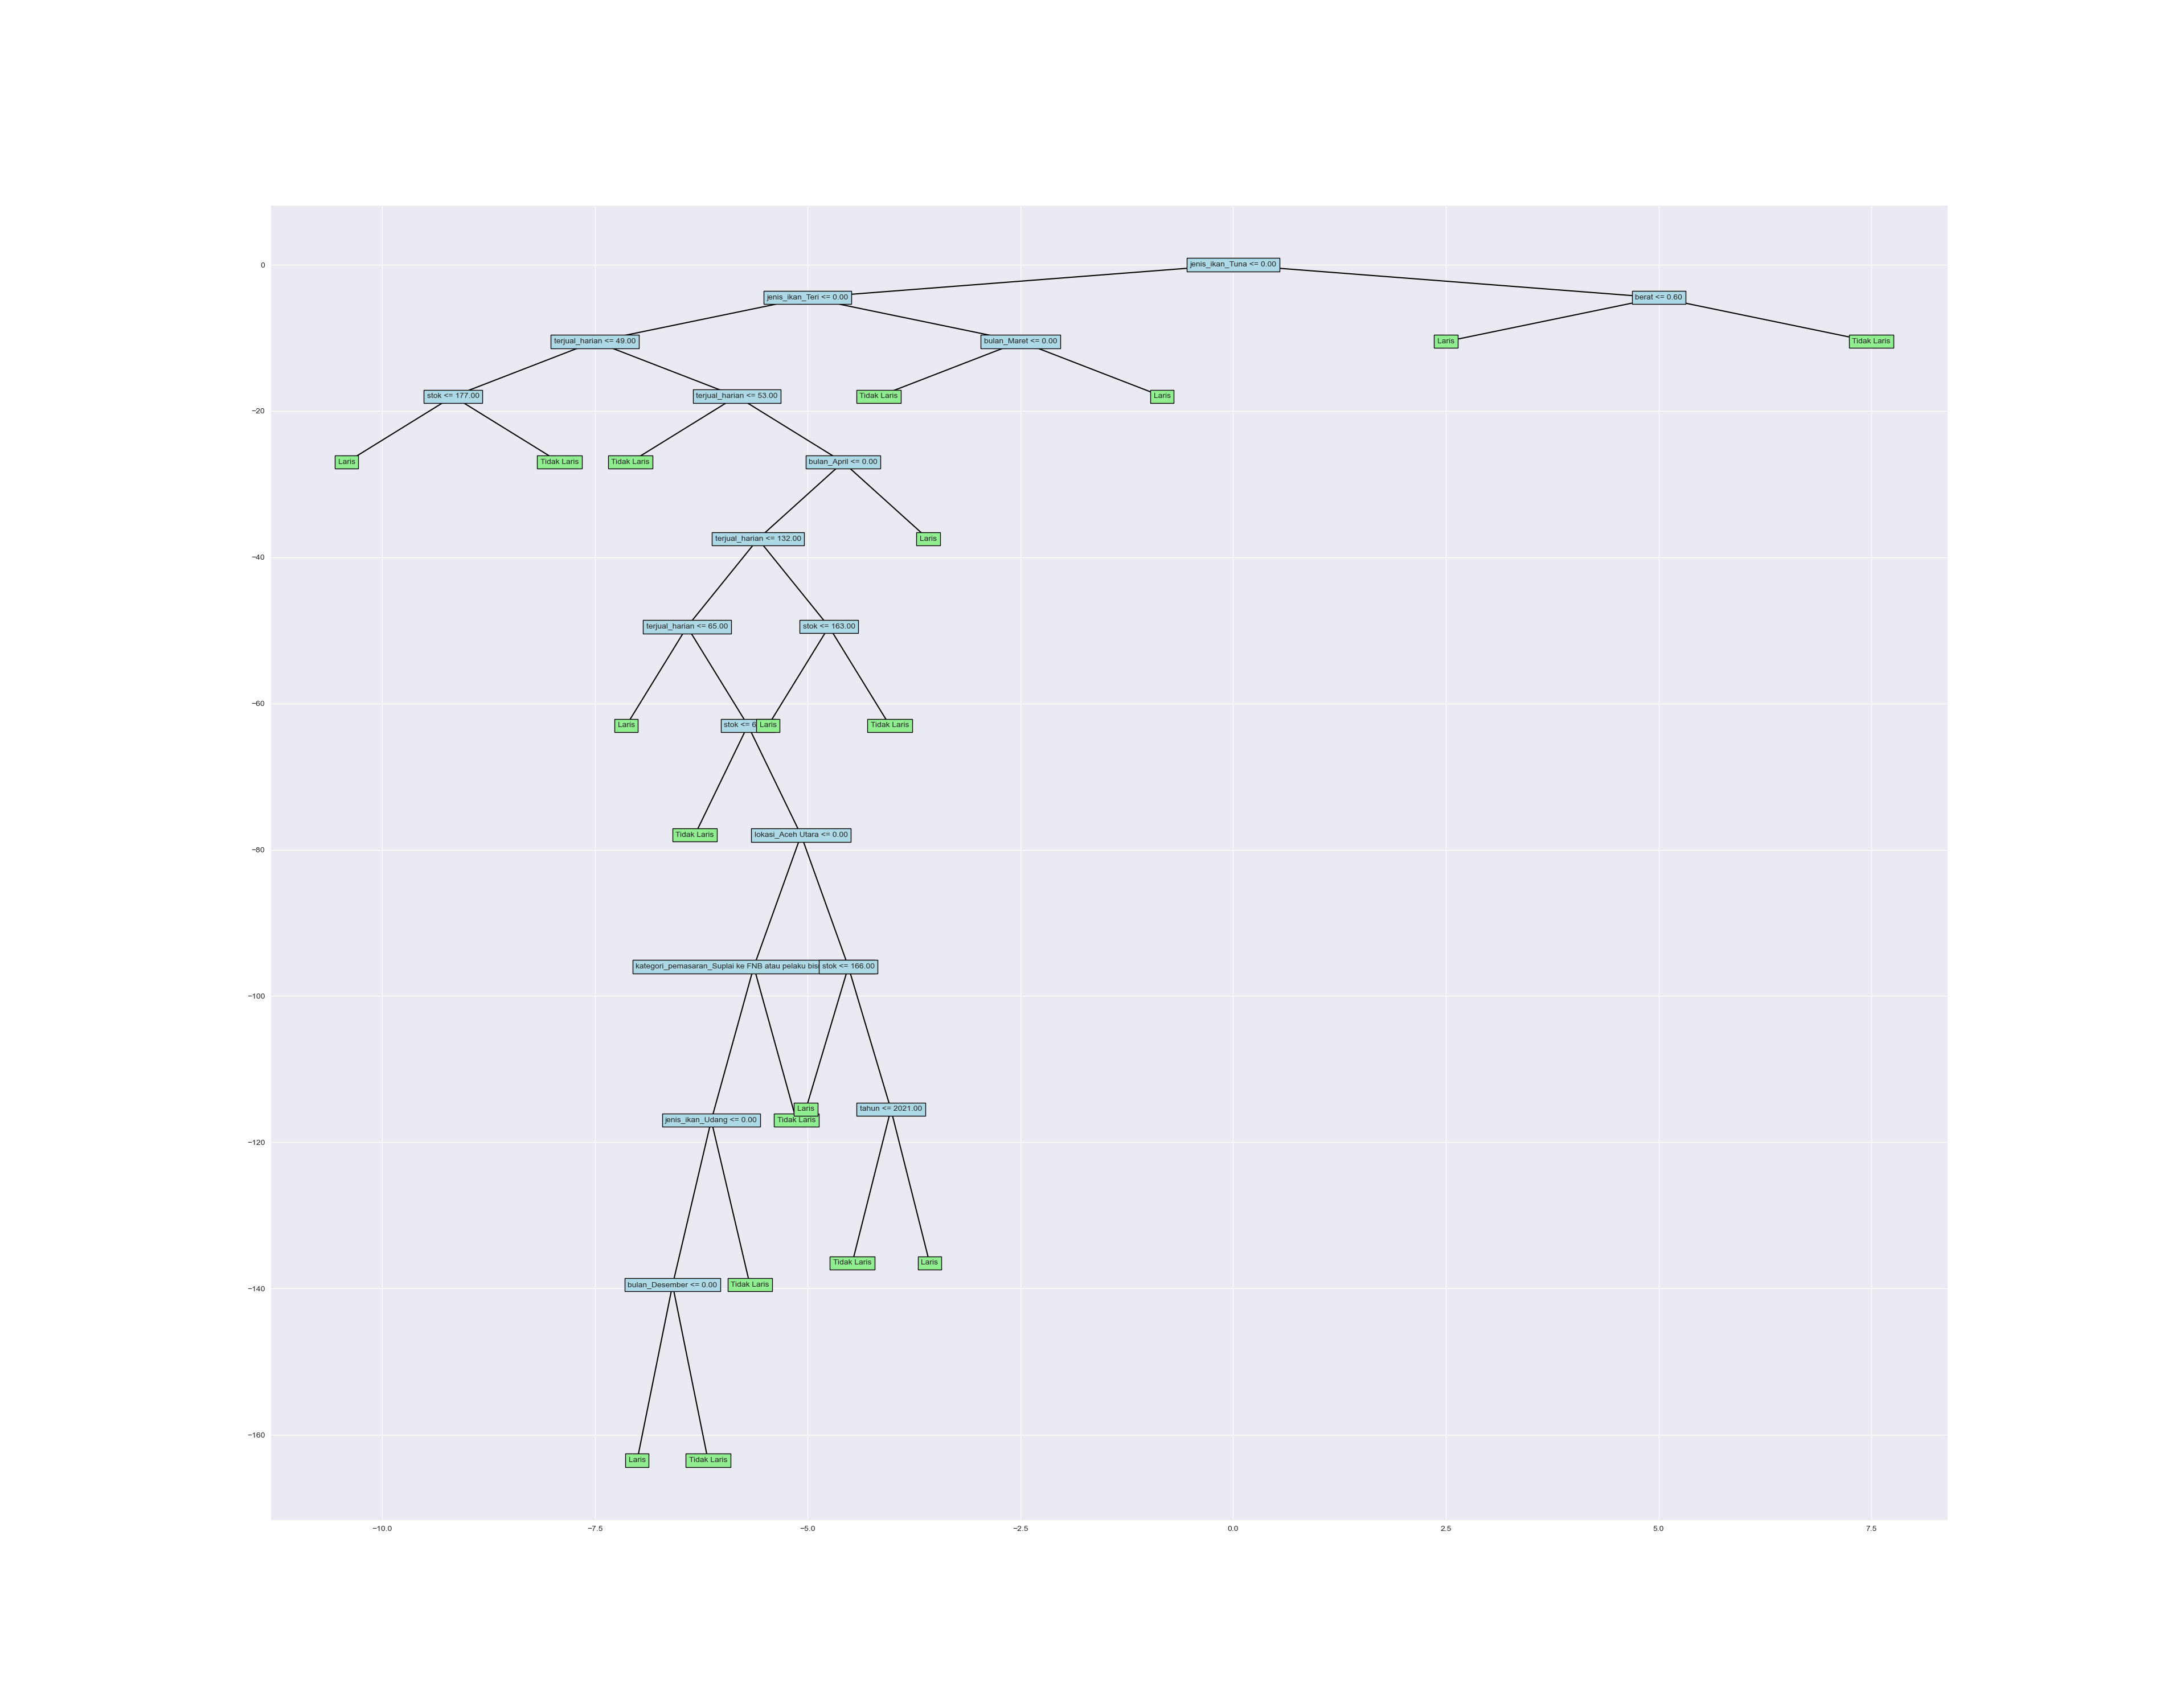 jenis_ikan_Tuna <= 0.00
jenis_ikan_Teri <= 0.00
berat <= 0.60
terjual_harian <= 49.00
bulan_Maret <= 0.00
Laris
Tidak Laris
stok <= 177.00
terjual_harian <= 53.00
Tidak Laris
Laris
Laris
Tidak Laris
Tidak Laris
bulan_April <= 0.00
terjual_harian <= 132.00
Laris
terjual_harian <= 65.00
stok <= 163.00
Laris
stok <= 6
Laris
Tidak Laris
Tidak Laris
lokasi_Aceh Utara <= 0.00
kategori_pemasaran_Suplai ke FNB atau pelaku
stok <= 166.00
Laris
tahun <= 2021.00
jenis_ikan_Udang <= 0.00
Tidak Laris
Tidak Laris
Laris
bulan_Desember <= 0.00
Tidak Laris
Laris
Tidak Laris
0
−20
−40
−60
−80
−100
−120
−140
−160
−10.0
−7.5
−5.0
−2.5
0.0
2.5
5.0
7.5